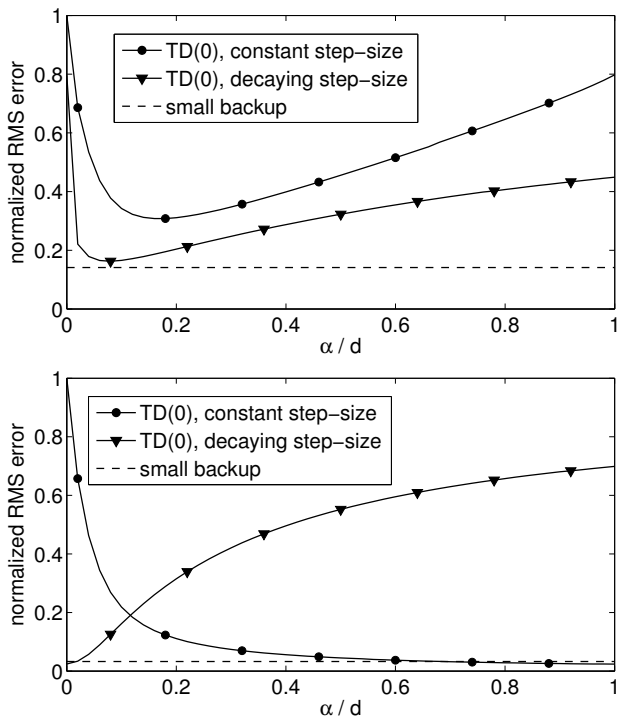 1
0.8
0.6
0.4
0.2
0
normalized RMS error
TD(0), constant step-size
TD(0), decaying step-size
small backup
0 0.2 0.4 0.6 0.8 1
α / d
1
0.8
0.6
0.4
0.2
0
normalized RMS error
TD(0), constant step-size
TD(0), decaying step-size
small backup
0 0.2 0.4 0.6 0.8 1
α / d